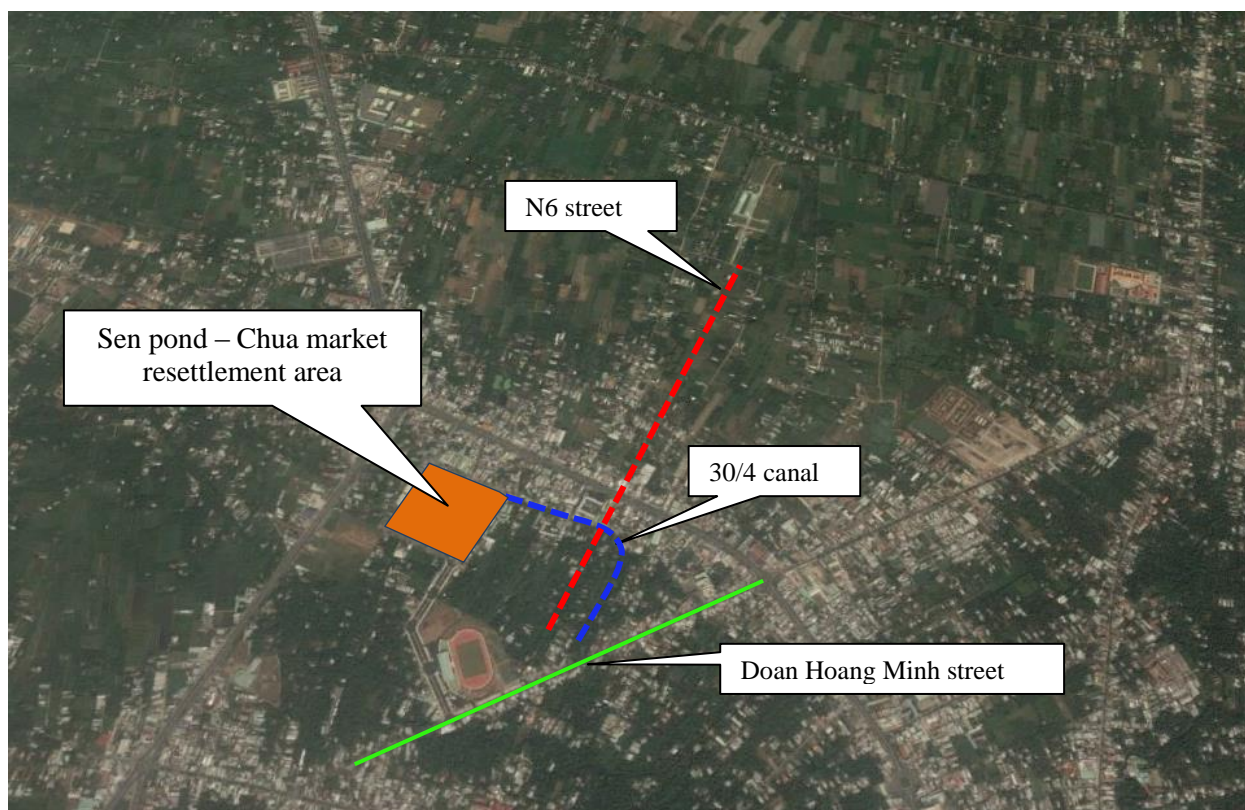 N6 street
Sen pond – Chua market
resettlement area
30/4 canal
Doan Hoang Minh street